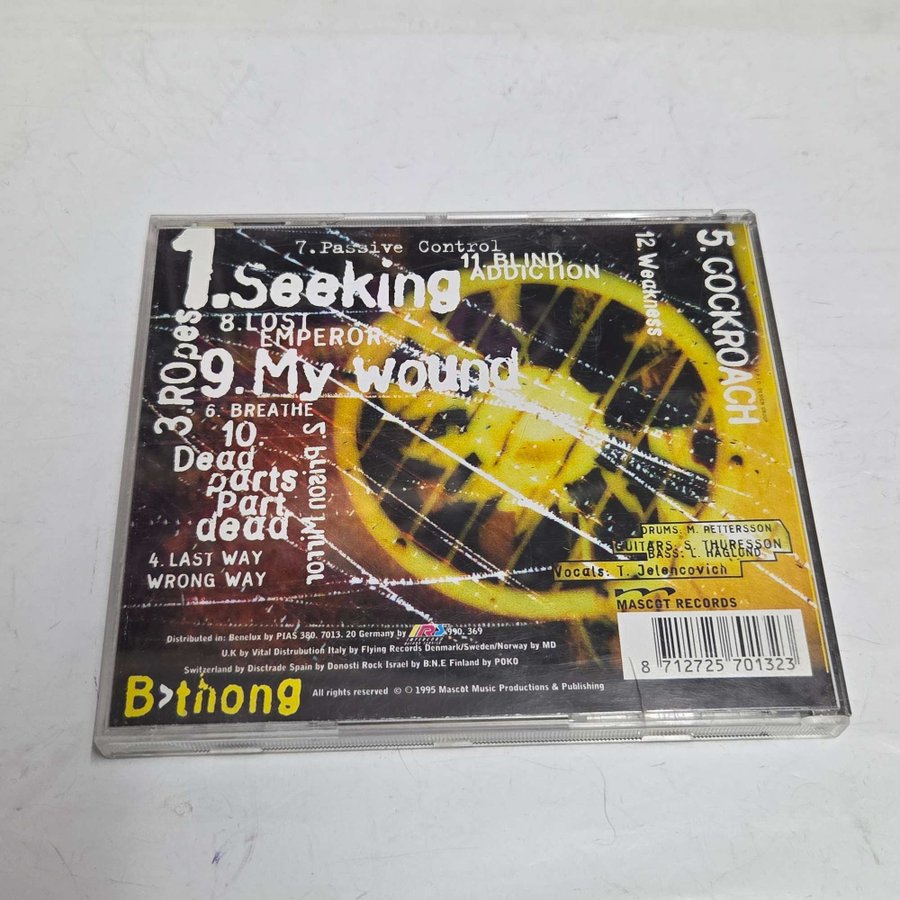 7.Passive Control
1.Seeking
11.BLIND
ADDICTION
12.Weakness
5.COCKROACH
8.LOST
EMPEROR
3.ROpes
9.My wound
6. BREATHE
10.
Dead
parts
Part
dead
4.LAST WAY
WRONG WAY
DRUMS: M. PETTERSSON
GUITARS: S. THURESSON
BASS: L. HAGLUND
Vocals: T. Jelencovich
MASCOT RECORDS
Distributed in: Benelux by PIAS 380. 7013. 20 Germany by IRS 990. 369
U.K by Vital Distrubution Italy by Flying Records Denmark/Sweden/Norway by MD
Switzerland by Disctrade Spain by Donosti Rock Israel by B.N.E Finland by POKO
B>thong
All rights reserved © ℗ 1995 Mascot Music Productions & Publishing
8 712725 701323